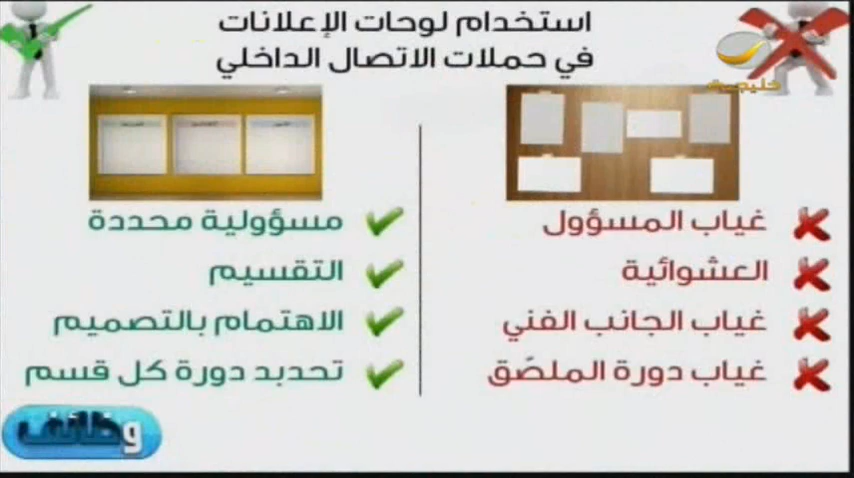 استخدام لوحات الإعلانات
في حملات الاتصال الداخلي
خليجية
غياب المسؤول
العشوائية
غياب الجانب الفني
غياب دورة الملصّق
مسؤولية محددة
التقسيم
الاهتمام بالتصميم
تحديد دورة كل قسم
وظائف